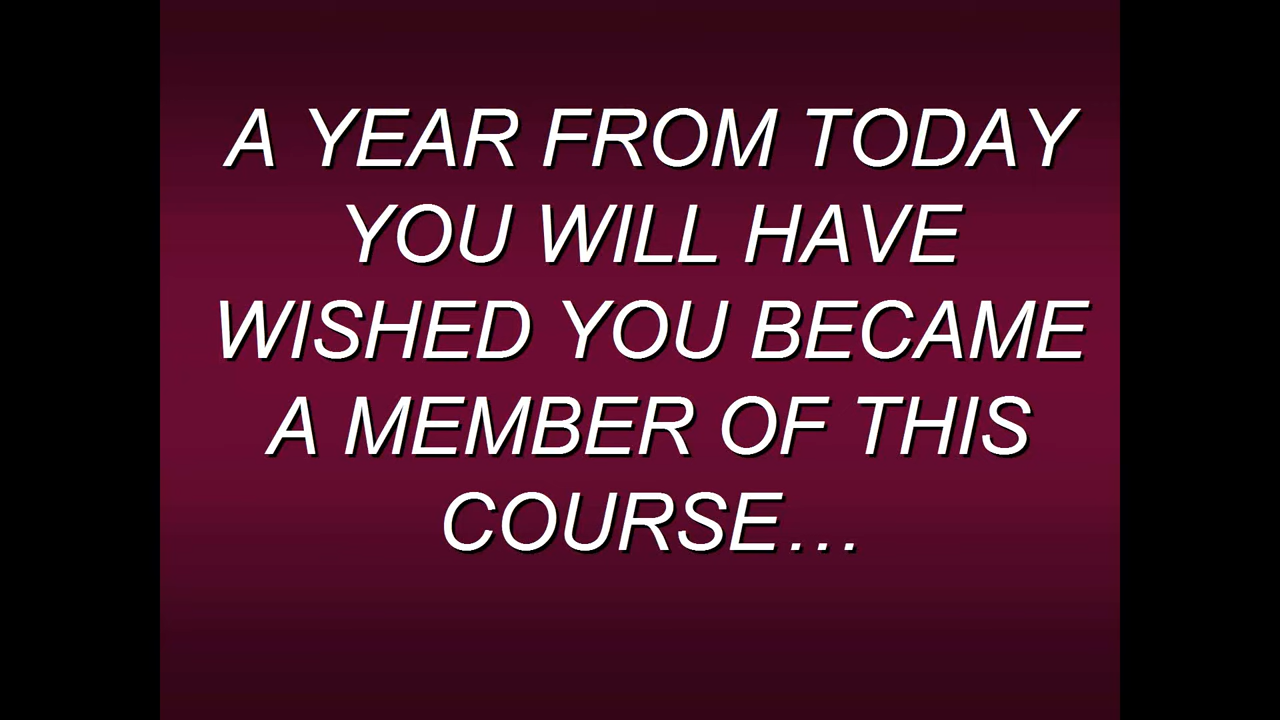 A YEAR FROM TODAY
YOU WILL HAVE
WISHED YOU BECAME
A MEMBER OF THIS
COURSE…